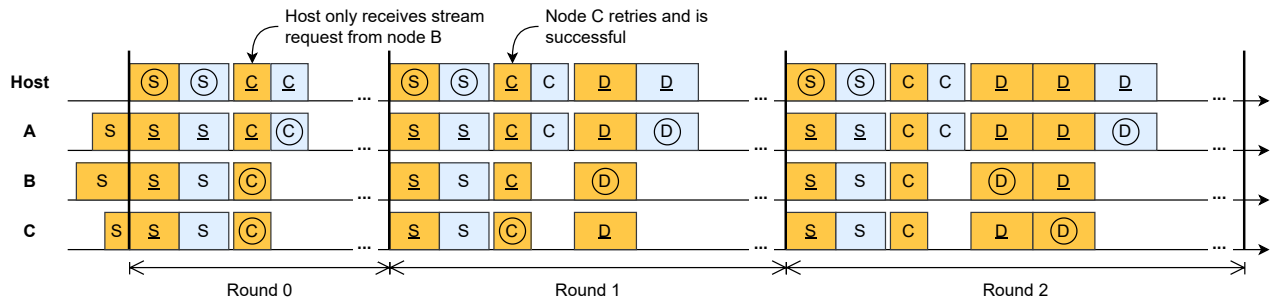 Host only receives stream
request from node B
Node C retries and is
successful
Host S S C C ... S S C C D D ... S S C C D D D ...
A S S S C C ... S S C C D D ... S S C C D D D ...
B S S S C ... S S C D ... S S C D D ...
C S S S C ... S S C D ... S S C D D ...
Round 0 Round 1 Round 2